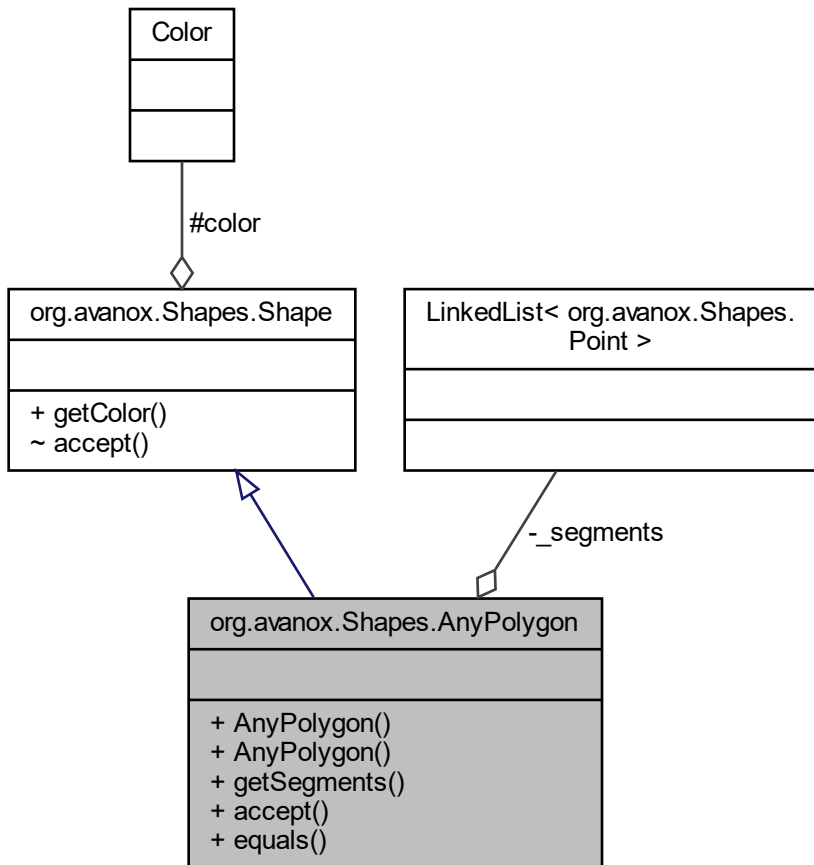 Color
#color
org.avanox.Shapes.Shape
+ getColor()
~ accept()
LinkedList< org.avanox.Shapes.
Point >
-_segments
org.avanox.Shapes.AnyPolygon
+ AnyPolygon()
+ AnyPolygon()
+ getSegments()
+ accept()
+ equals()